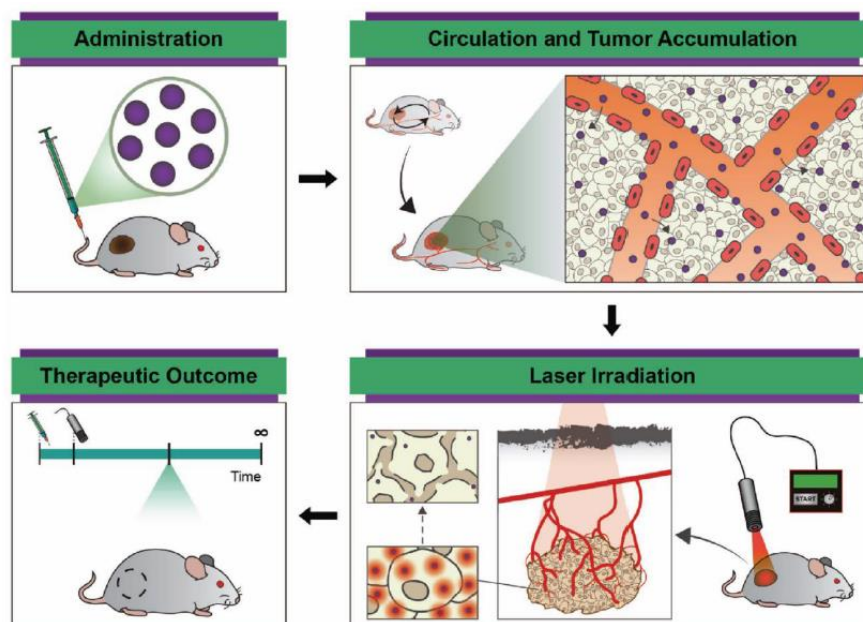 Administration
Circulation and Tumor Accumulation
Therapeutic Outcome
Laser Irradiation
∞
Time
START